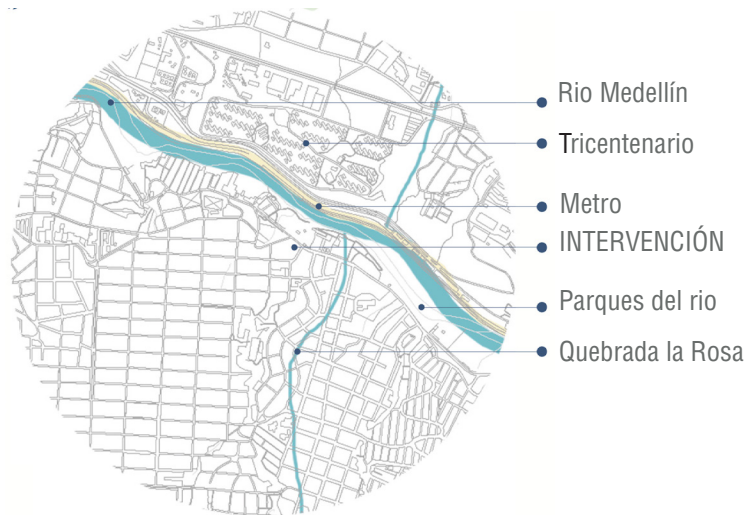 Rio Medellín
Tricentenario
Metro
INTERVENCIÓN
Parques del rio
Quebrada la Rosa